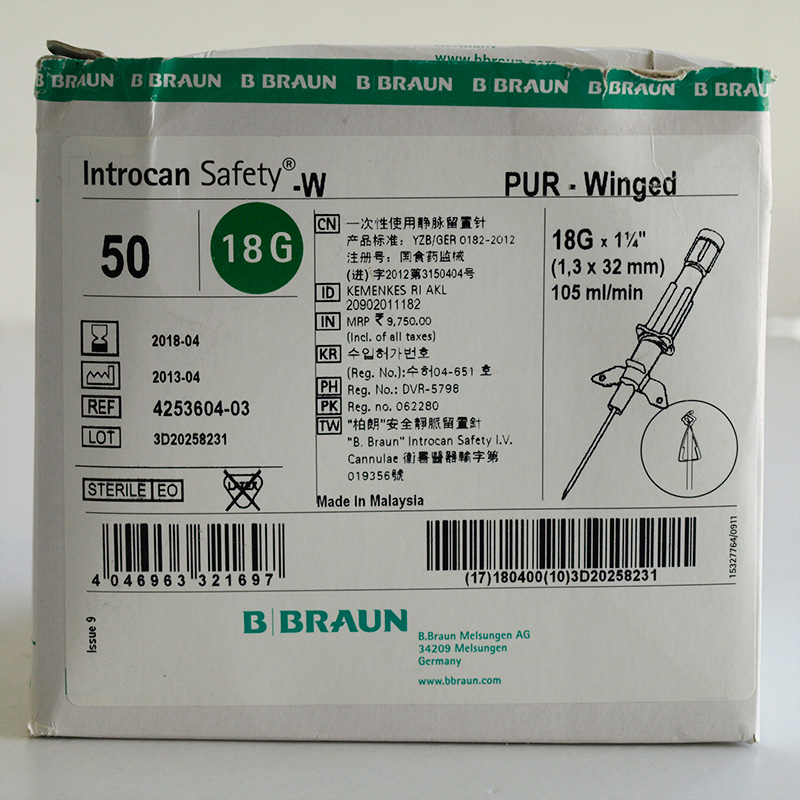 B BRAUN B BRAUN B BRAUN B BRAUN B BRAUN B BRAUN B BRAU
Introcan Safety®-W
PUR - Winged
50
18G
2018-04
2013-04
REF 4253604-03
LOT 3D20258231
STERILE EO
LATEX
CN 一次性使用静脉留置针
产品标准: YZB/GER 0182-2012
注册号: 国食药监械
(进) 字2012第3150404号
ID KEMENKES RI AKL
20902011182
IN MRP ₹ 9,750.00
(Incl. of all taxes)
KR 수입허가번호
(Reg. No.):수허04-651 호
PH Reg. No.: DVR-5798
PK Reg. no. 062280
TW "柏朗"安全靜脈留置針
"B. Braun" Introcan Safety I.V.
Cannulae 衛署醫器輸字第
019356號
Made In Malaysia
18G x 1¼"
(1,3 x 32 mm)
105 ml/min
4 046963 321697
(17)180400(10)3D20258231
15327764/0911
Issue 9
B BRAUN
B.Braun Melsungen AG
34209 Melsungen
Germany
www.bbraun.com